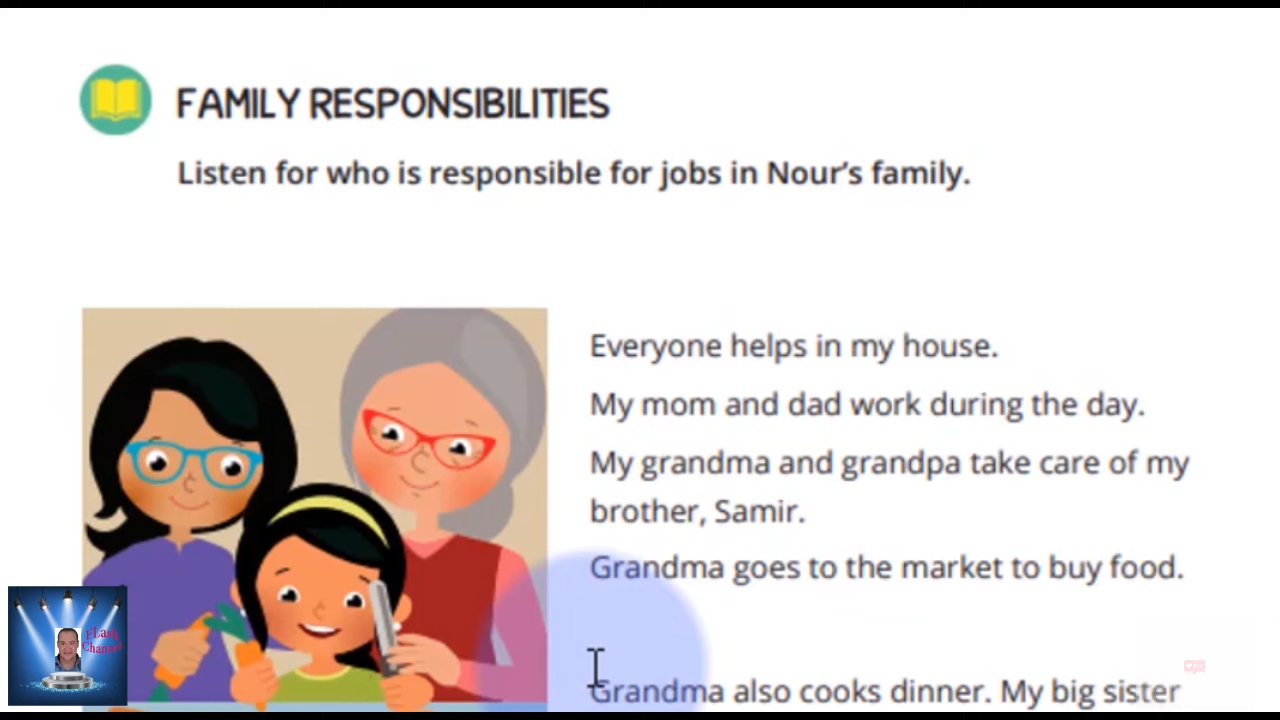 FAMILY RESPONSIBILITIES
Listen for who is responsible for jobs in Nour's family.
Everyone helps in my house.
My mom and dad work during the day.
My grandma and grandpa take care of my
brother, Samir.
Grandma goes to the market to buy food.
Grandma also cooks dinner. My big sister
FLash
Channel